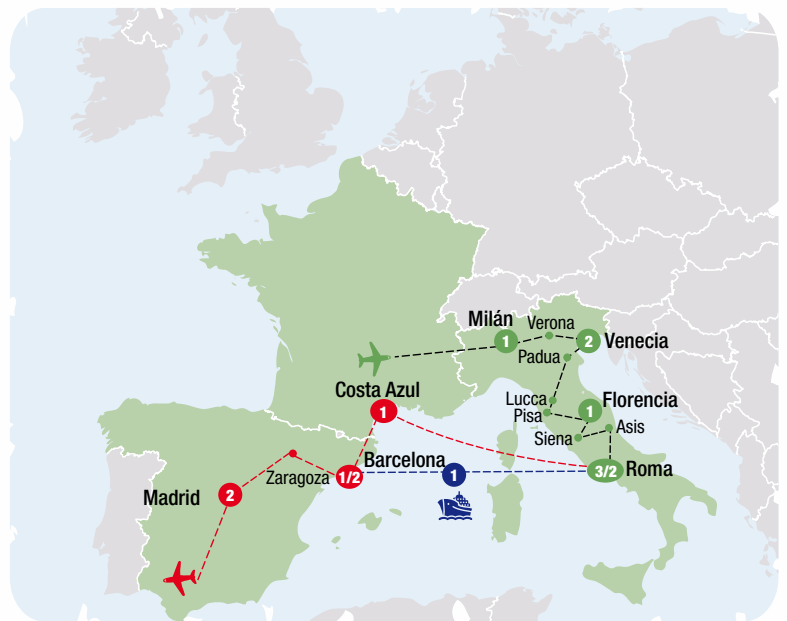 Milán
Verona
1
2
Venecia
Padua
Costa Azul
1
Lucca
Pisa
1
Florencia
Siena
Asis
Barcelona
Zaragoza
1/2
1
3/2
Roma
Madrid
2